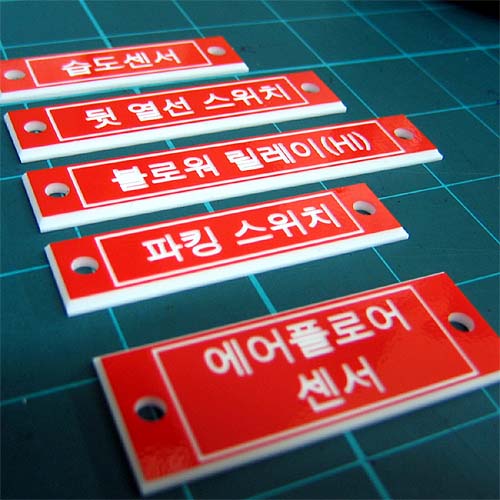 습도센서
뒷 열선 스위치
블로워 릴레이(HI)
파킹 스위치
에어플로어
센서